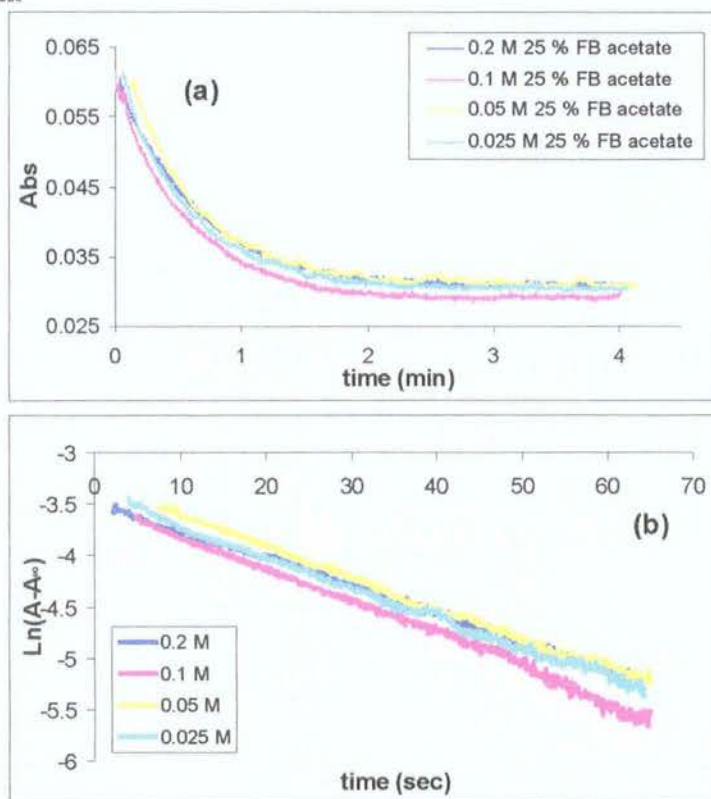 0.065
0.055
0.045
0.035
0.025
Abs
(a)
0.2 M 25 % FB acetate
0.1 M 25 % FB acetate
0.05 M 25 % FB acetate
0.025 M 25 % FB acetate
0 1 2 3 4
time (min)
-3
0 10 20 30 40 50 60 70
-3.5
-4
-4.5
-5
-5.5
-6
Ln(A-A∞)
(b)
0.2 M
0.1 M
0.05 M
0.025 M
time (sec)